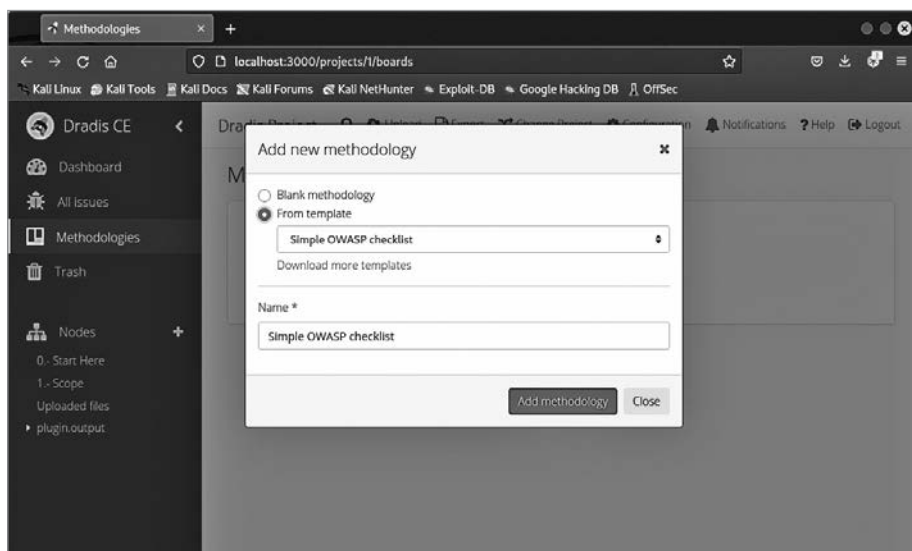 Methodologies × +
localhost:3000/projects/1/boards
Kali Linux Kali Tools Kali Docs Kali Forums Kali NetHunter Exploit-DB Google Hacking DB OffSec
Dradis CE
Notifications ? Help Logout
Dashboard
All issues
Methodologies
Trash
Nodes +
0.- Start Here
1.- Scope
Uploaded files
plugin.output
Add new methodology
Blank methodology
From template
Simple OWASP checklist
Download more templates
Name *
Simple OWASP checklist
Add methodology Close